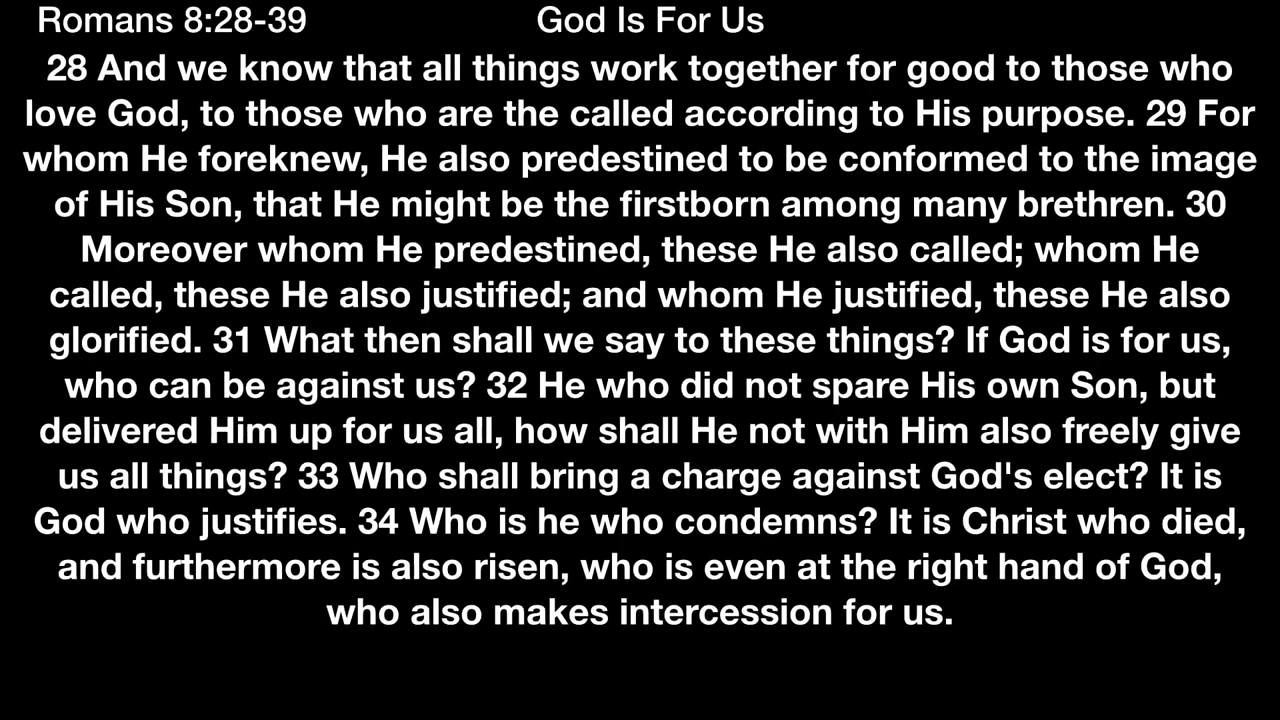 Romans 8:28-39 God Is For Us
28 And we know that all things work together for good to those who
love God, to those who are the called according to His purpose. 29 For
whom He foreknew, He also predestined to be conformed to the image
of His Son, that He might be the firstborn among many brethren. 30
Moreover whom He predestined, these He also called; whom He
called, these He also justified; and whom He justified, these He also
glorified. 31 What then shall we say to these things? If God is for us,
who can be against us? 32 He who did not spare His own Son, but
delivered Him up for us all, how shall He not with Him also freely give
us all things? 33 Who shall bring a charge against God's elect? It is
God who justifies. 34 Who is he who condemns? It is Christ who died,
and furthermore is also risen, who is even at the right hand of God,
who also makes intercession for us.